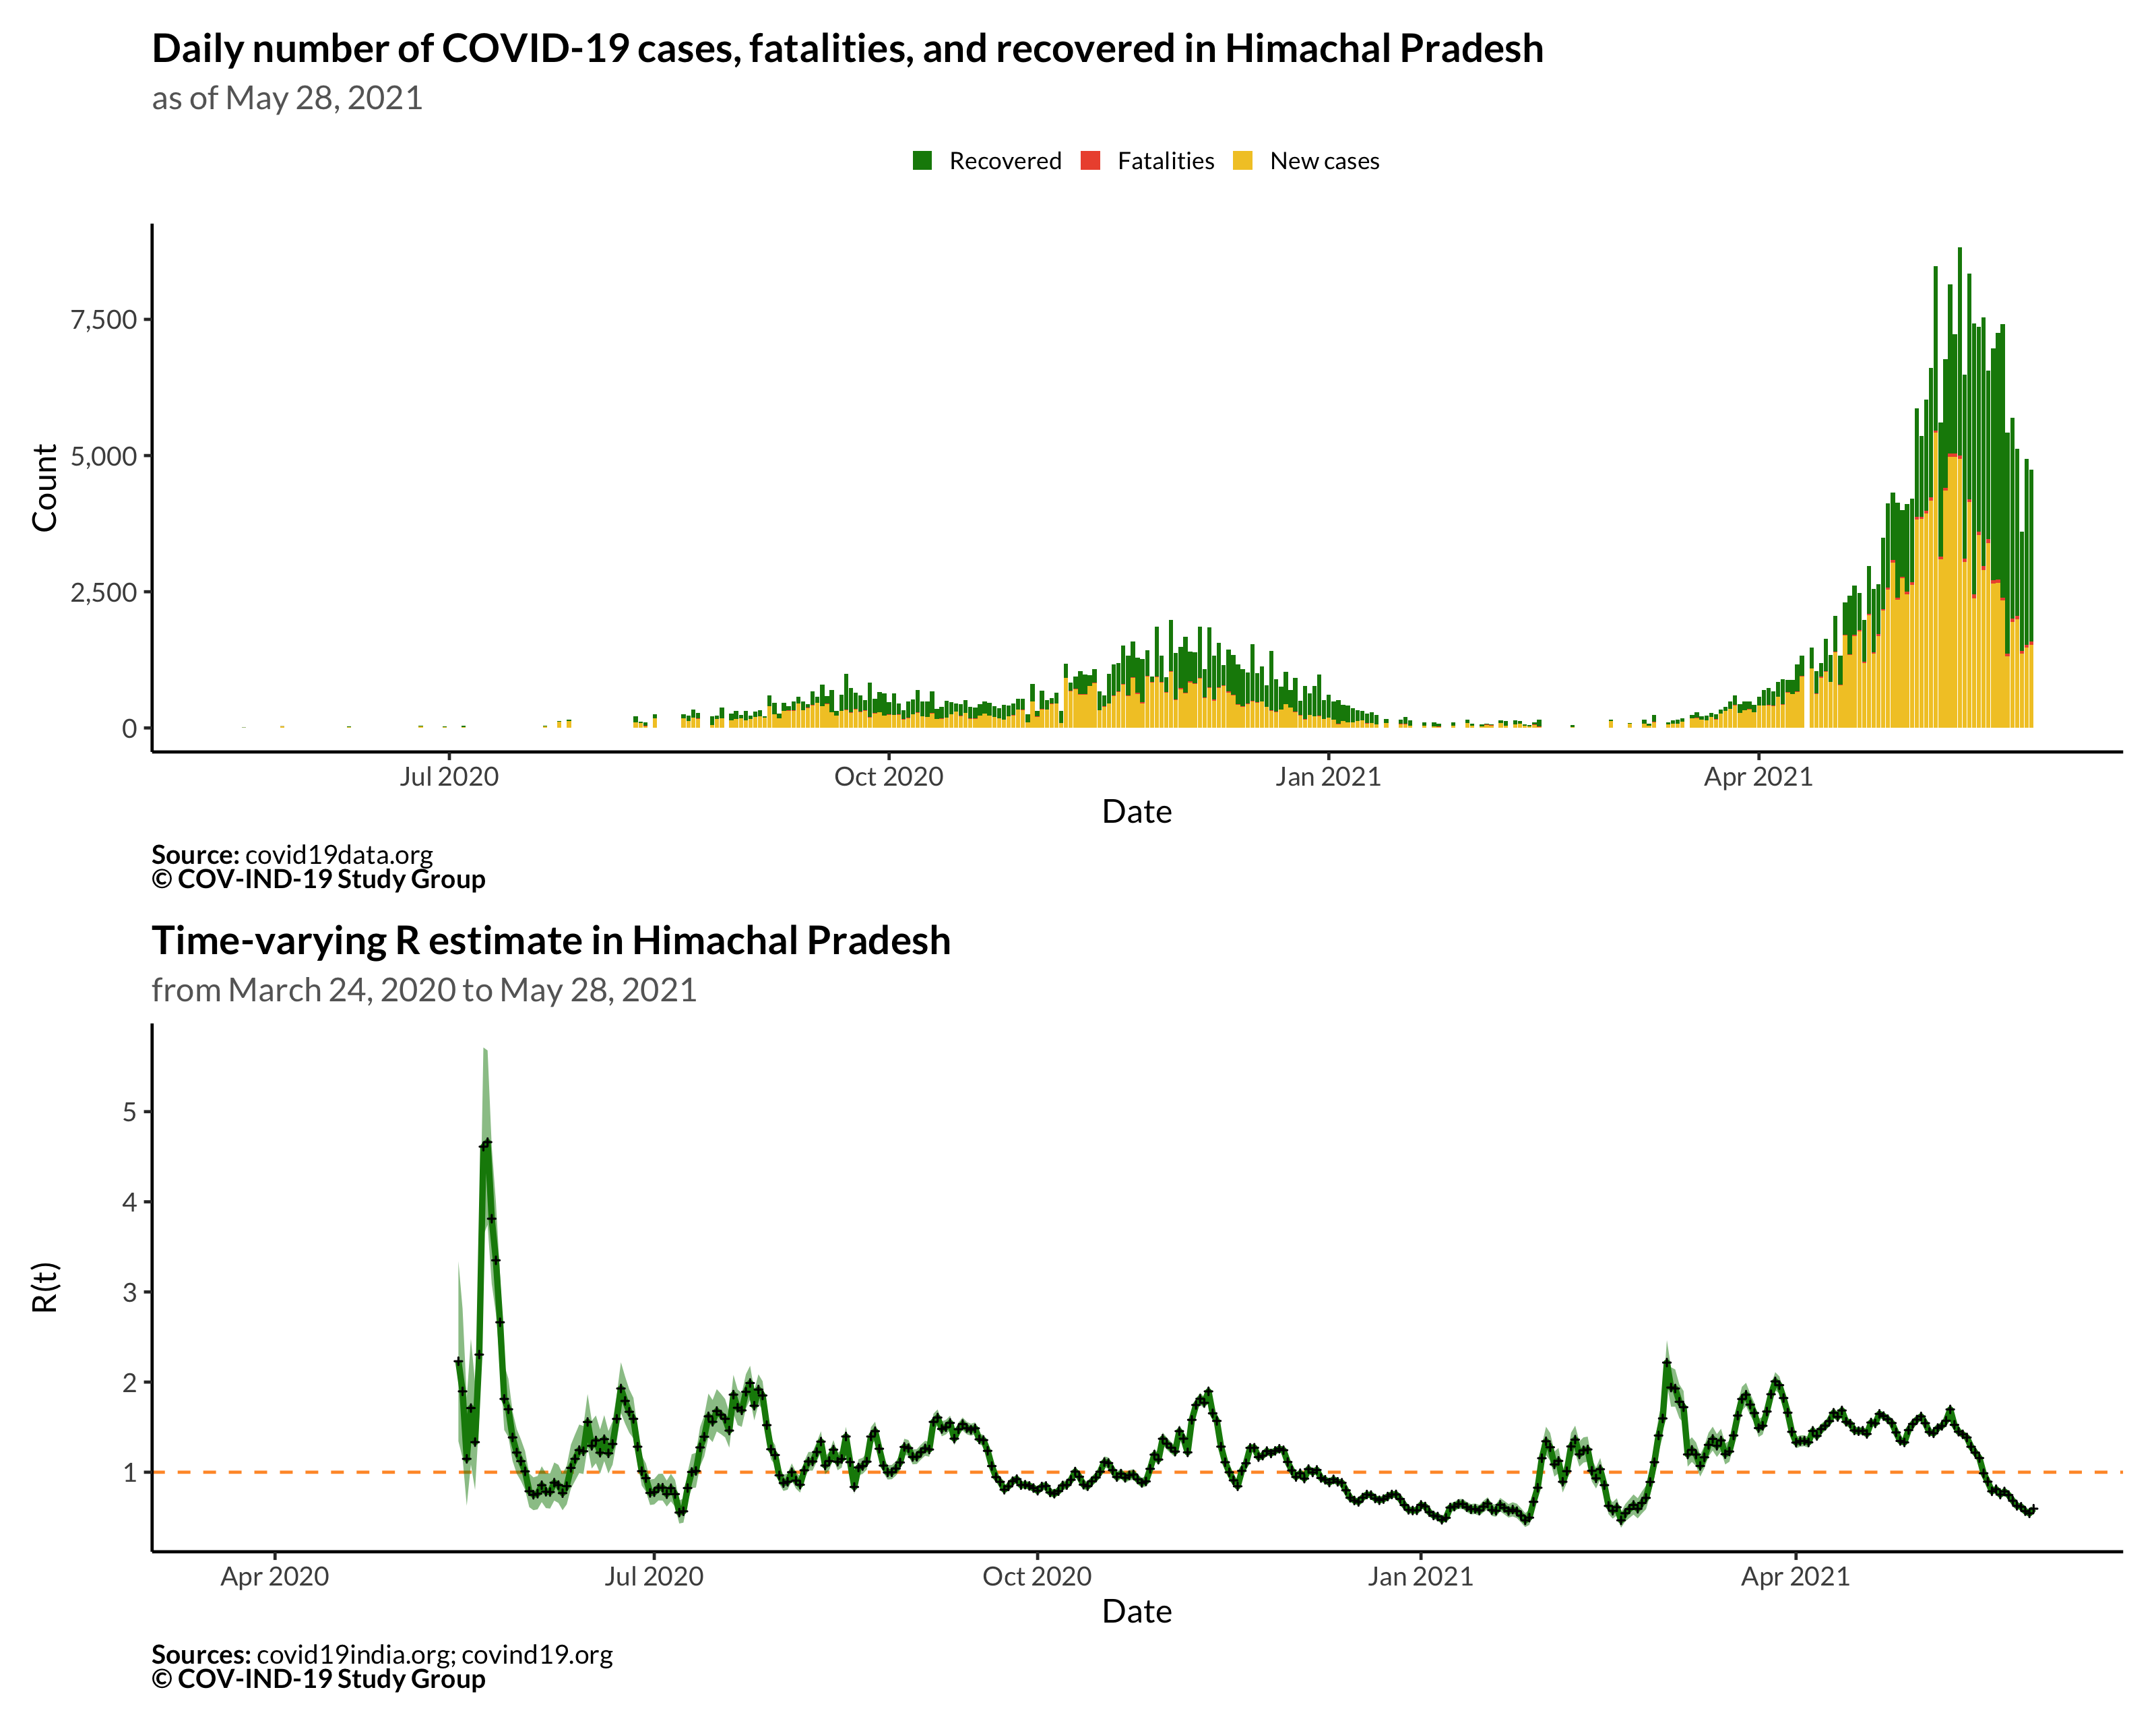 Daily number of COVID-19 cases, fatalities, and recovered in Himachal Pradesh
as of May 28, 2021
Recovered Fatalities New cases
Count
7,500
5,000
2,500
0
Jul 2020 Oct 2020 Jan 2021 Apr 2021
Date
Source: covid19data.org
© COV-IND-19 Study Group
Time-varying R estimate in Himachal Pradesh
from March 24, 2020 to May 28, 2021
R(t)
5
4
3
2
1
Apr 2020 Jul 2020 Oct 2020 Jan 2021 Apr 2021
Date
Sources: covid19india.org; covind19.org
© COV-IND-19 Study Group